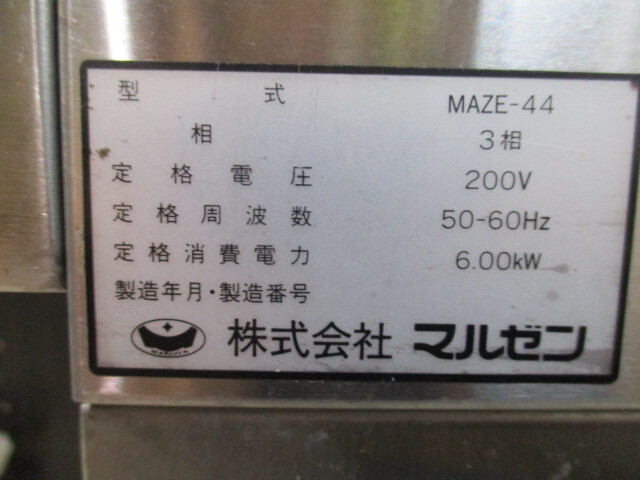 型式 MAZE-44
相 3相
定格電圧 200V
定格周波数 50-60Hz
定格消費電力 6.00kW
製造年月・製造番号
株式会社 マルゼン